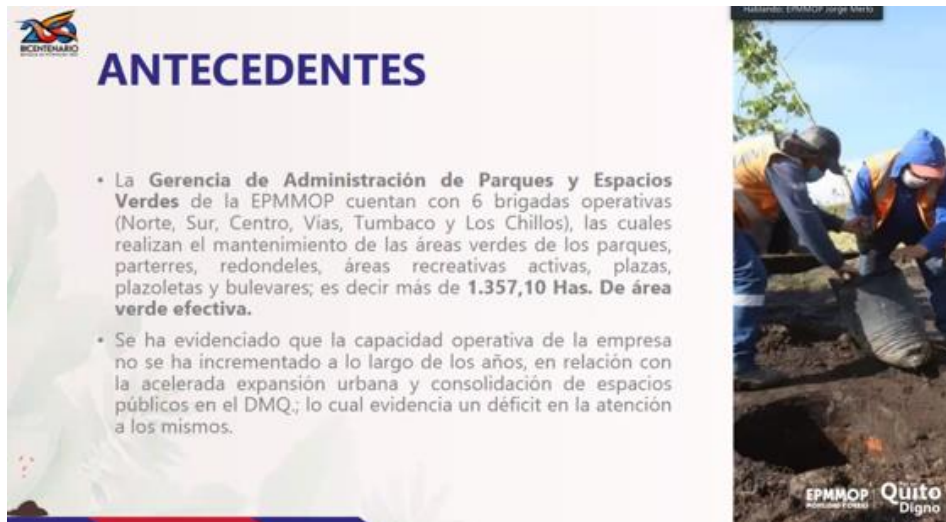 Hablando: EPMMOP Jorge Merlo
BICENTENARIO
ANTECEDENTES
• La Gerencia de Administración de Parques y Espacios
Verdes de la EPMMOP cuentan con 6 brigadas operativas
(Norte, Sur, Centro, Vías, Tumbaco y Los Chillos), las cuales
realizan el mantenimiento de las áreas verdes de los parques,
parterres, redondeles, áreas recreativas activas, plazas,
plazoletas y bulevares; es decir más de 1.357,10 Has. De área
verde efectiva.
• Se ha evidenciado que la capacidad operativa de la empresa
no se ha incrementado a lo largo de los años, en relación con
la acelerada expansión urbana y consolidación de espacios
públicos en el DMQ.; lo cual evidencia un déficit en la atención
a los mismos.
EPMMOP
Quito
Digno